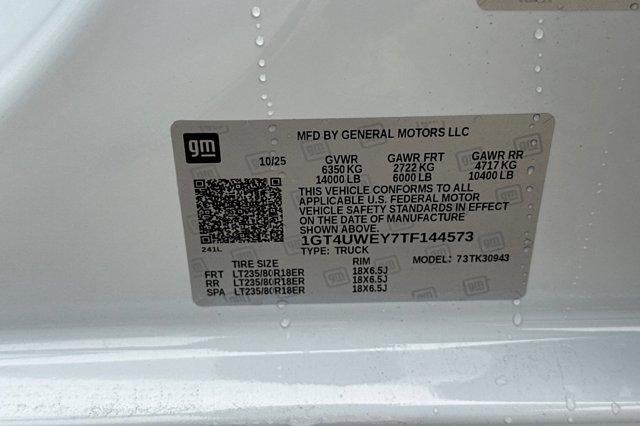 gm
MFD BY GENERAL MOTORS LLC
10/25 GVWR GAWR FRT GAWR RR
6350 KG 2722 KG 4717 KG
14000 LB 6000 LB 10400 LB
THIS VEHICLE CONFORMS TO ALL
APPLICABLE U.S. FEDERAL MOTOR
VEHICLE SAFETY STANDARDS IN EFFECT
ON THE DATE OF MANUFACTURE
SHOWN ABOVE.
1GT4UWEY7TF144573
241L
TYPE: TRUCK
MODEL: 73TK30943
TIRE SIZE RIM
FRT LT235/80R18ER 18X6.5J
RR LT235/80R18ER 18X6.5J
SPA LT235/80R18ER 18X6.5J